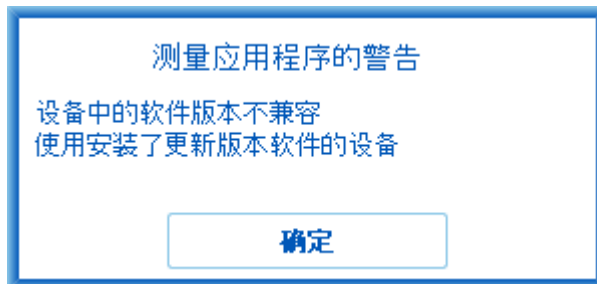 测量应用程序的警告
设备中的软件版本不兼容
使用安装了更新版本软件的设备
确定